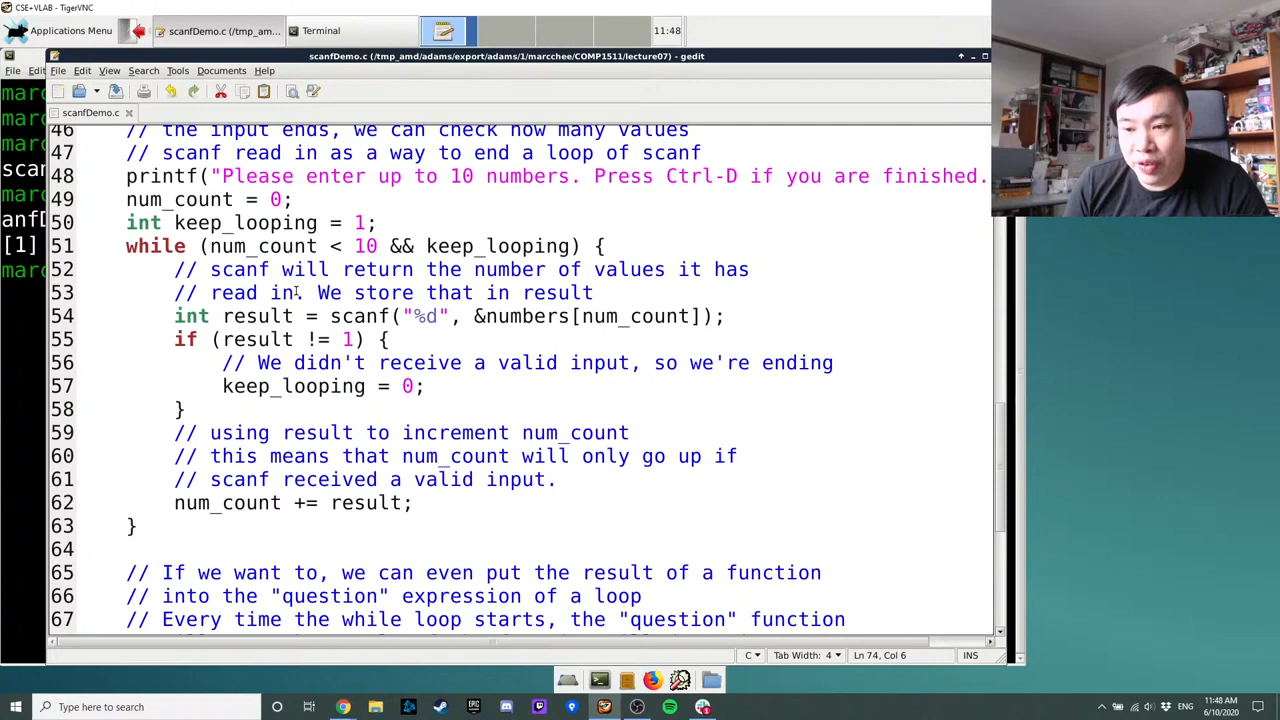 CSE+VLAB - TigerVNC
Applications Menu
scanfDemo.c (/tmp_am...
Terminal
11:48
scanfDemo.c (/tmp_amd/adams/export/adams/1/marcchee/COMP1511/lecture07) - gedit
File Edit
File Edit View Search Tools Documents Help
scanfDemo.c
marc
marc
marc
scan
marc
anfD
[1]
marc
46 // the input ends, we can check how many values
47 // scanf read in as a way to end a loop of scanf
48 printf("Please enter up to 10 numbers. Press Ctrl-D if you are finished.
49 num_count = 0;
50 int keep_looping = 1;
51 while (num_count < 10 && keep_looping) {
52 // scanf will return the number of values it has
53 // read in. We store that in result
54 int result = scanf("%d", &numbers[num_count]);
55 if (result != 1) {
56 // We didn't receive a valid input, so we're ending
57 keep_looping = 0;
58 }
59 // using result to increment num_count
60 // this means that num_count will only go up if
61 // scanf received a valid input.
62 num_count += result;
63 }
64
65 // If we want to, we can even put the result of a function
66 // into the "question" expression of a loop
67 // Every time the while loop starts, the "question" function
C Tab Width: 4 Ln 74, Col 6 INS
Type here to search
11:48 AM
6/10/2020